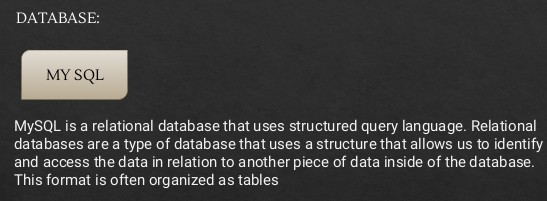 DATABASE:
MY SQL
MySQL is a relational database that uses structured query language. Relational
databases are a type of database that uses a structure that allows us to identify
and access the data in relation to another piece of data inside of the database.
This format is often organized as tables